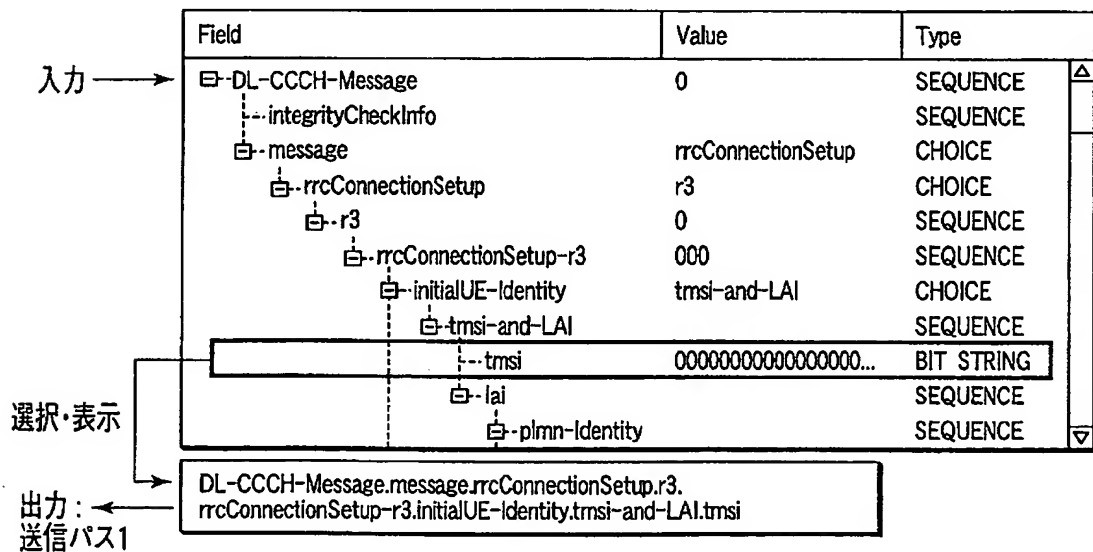 Field Value Type
入力
DL-CCCH-Message 0 SEQUENCE
integrityCheckInfo SEQUENCE
message rrcConnectionSetup CHOICE
rrcConnectionSetup r3 CHOICE
r3 0 SEQUENCE
rrcConnectionSetup-r3 000 SEQUENCE
initialUE-Identity tmsi-and-LAI CHOICE
tmsi-and-LAI SEQUENCE
tmsi 00000000000000000... BIT STRING
lai SEQUENCE
plmn-Identity SEQUENCE
選択・表示
DL-CCCH-Message.message.rrcConnectionSetup.r3.
rrcConnectionSetup-r3.initialUE-Identity.tmsi-and-LAI.tmsi
出力:
送信パス1